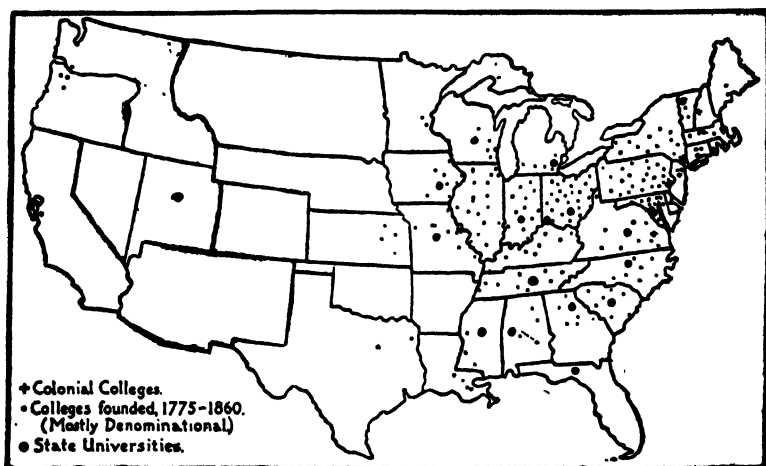 + Colonial Colleges.
• Colleges founded, 1775-1860.
(Mostly Denominational)
● State Universities.